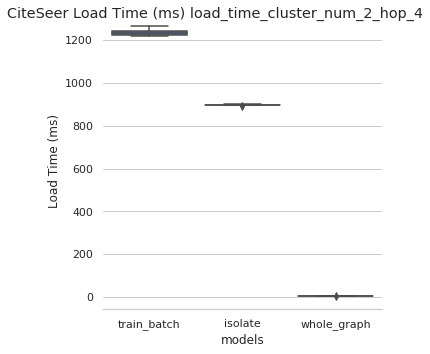 CiteSeer Load Time (ms) load_time_cluster_num_2_hop_4
1200
1000
800
600
400
200
0
Load Time (ms)
train_batch
isolate
whole_graph
models